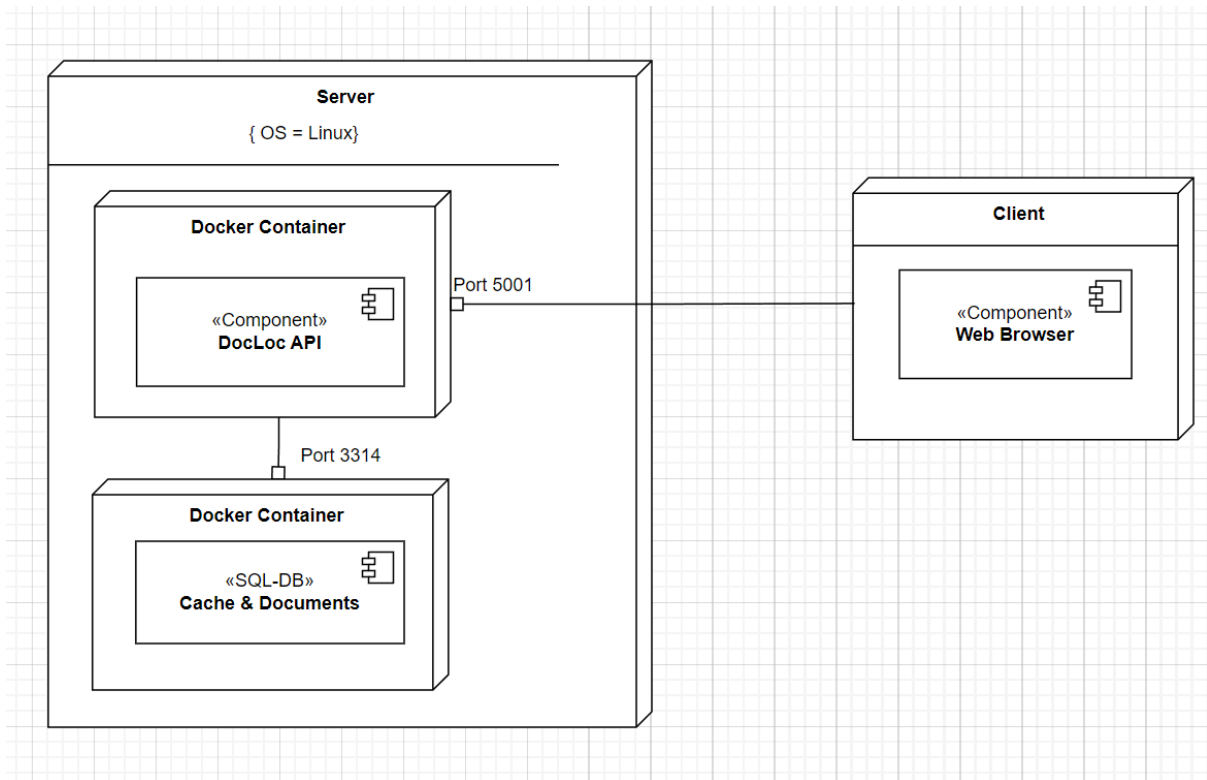 Server
{ OS = Linux}
Docker Container
«Component»
DocLoc API
Port 5001
Port 3314
Docker Container
«SQL-DB»
Cache & Documents
Client
«Component»
Web Browser